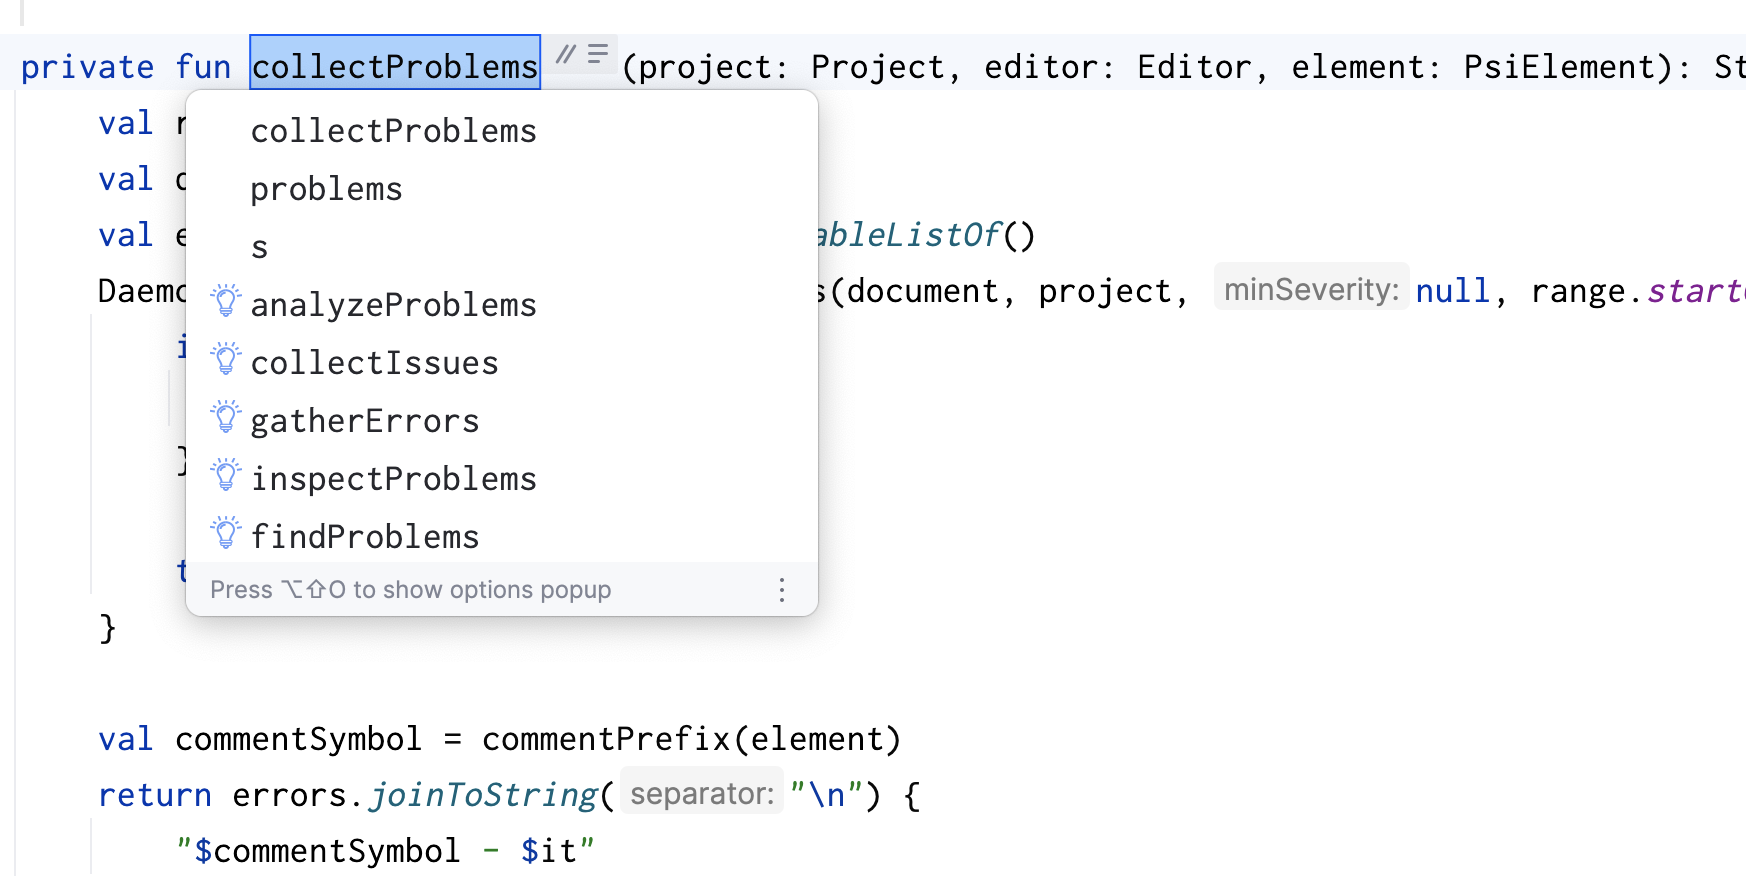 private fun collectProblems (project: Project, editor: Editor, element: PsiElement): St
val
collectProblems
val
problems
val
s
ableListOf()
Daemo
analyzeProblems
s(document, project, minSeverity: null, range.start
collectIssues
gatherErrors
}
inspectProblems
findProblems
Press ⌥⇧O to show options popup
}
val commentSymbol = commentPrefix(element)
return errors.joinToString( separator: "\n") {
"$commentSymbol - $it"